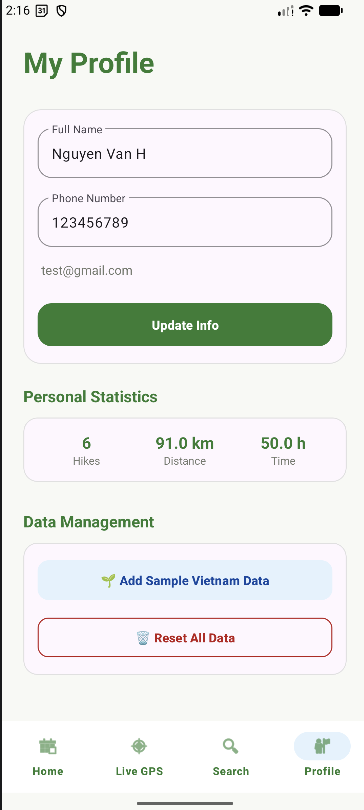 2:16 31
My Profile
Full Name
Nguyen Van H
Phone Number
123456789
test@gmail.com
Update Info
Personal Statistics
6 91.0 km 50.0 h
Hikes Distance Time
Data Management
🌱 Add Sample Vietnam Data
🗑️ Reset All Data
Home Live GPS Search Profile